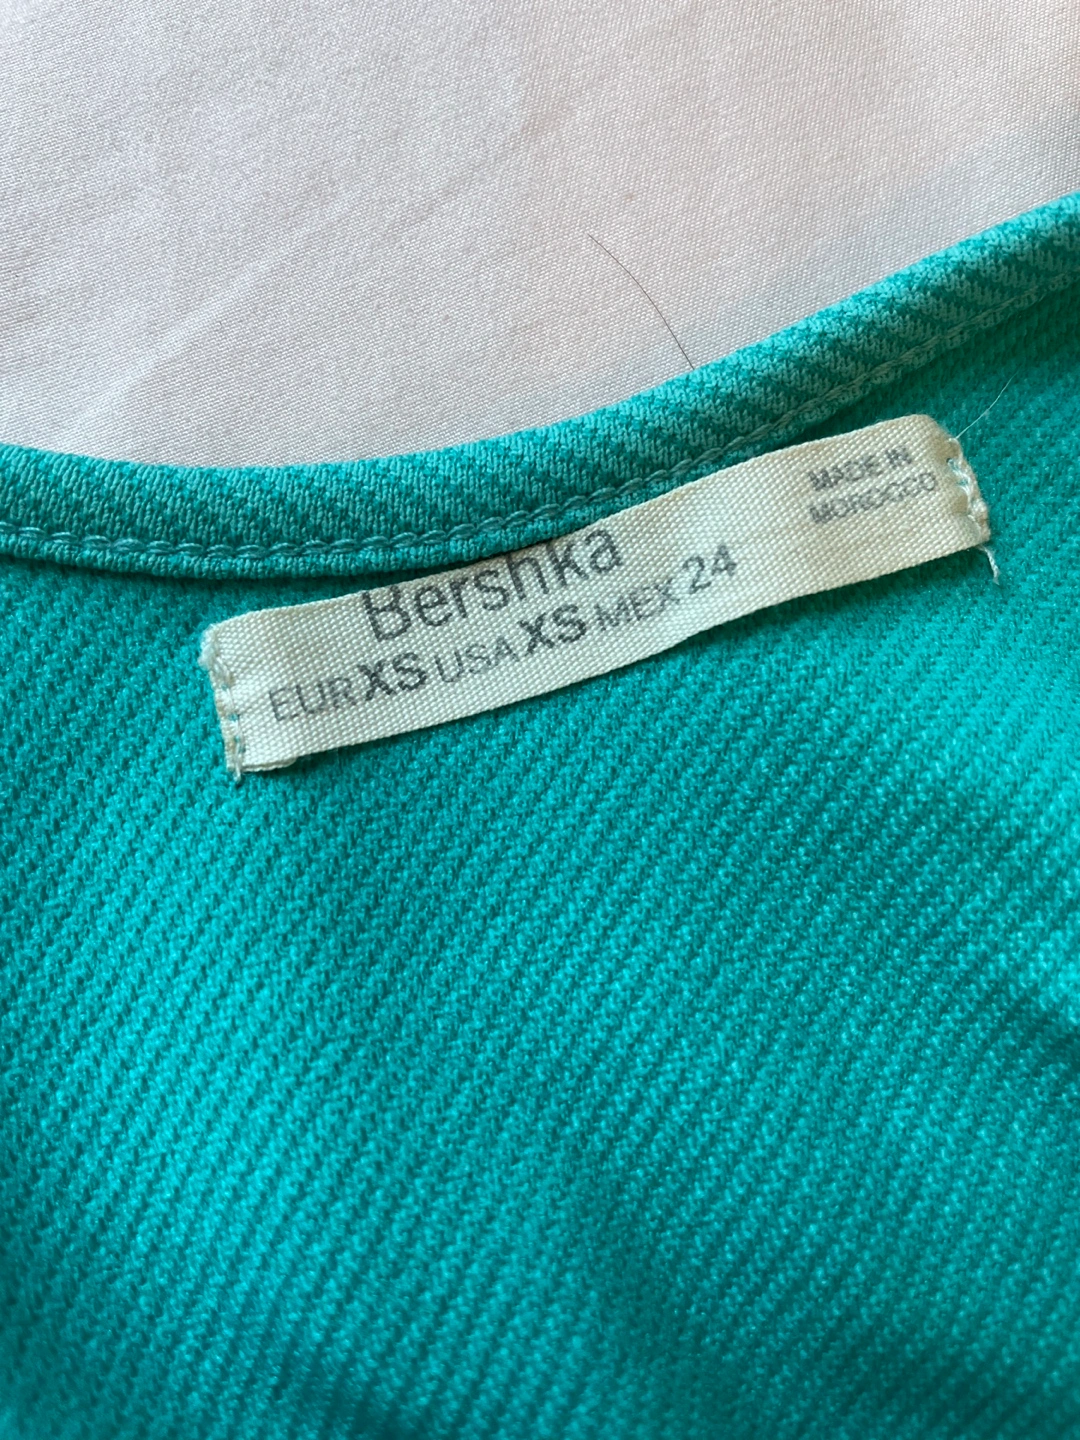 Bershka
EUR XS USA XS MEX 24
MADE IN
MOROCCO